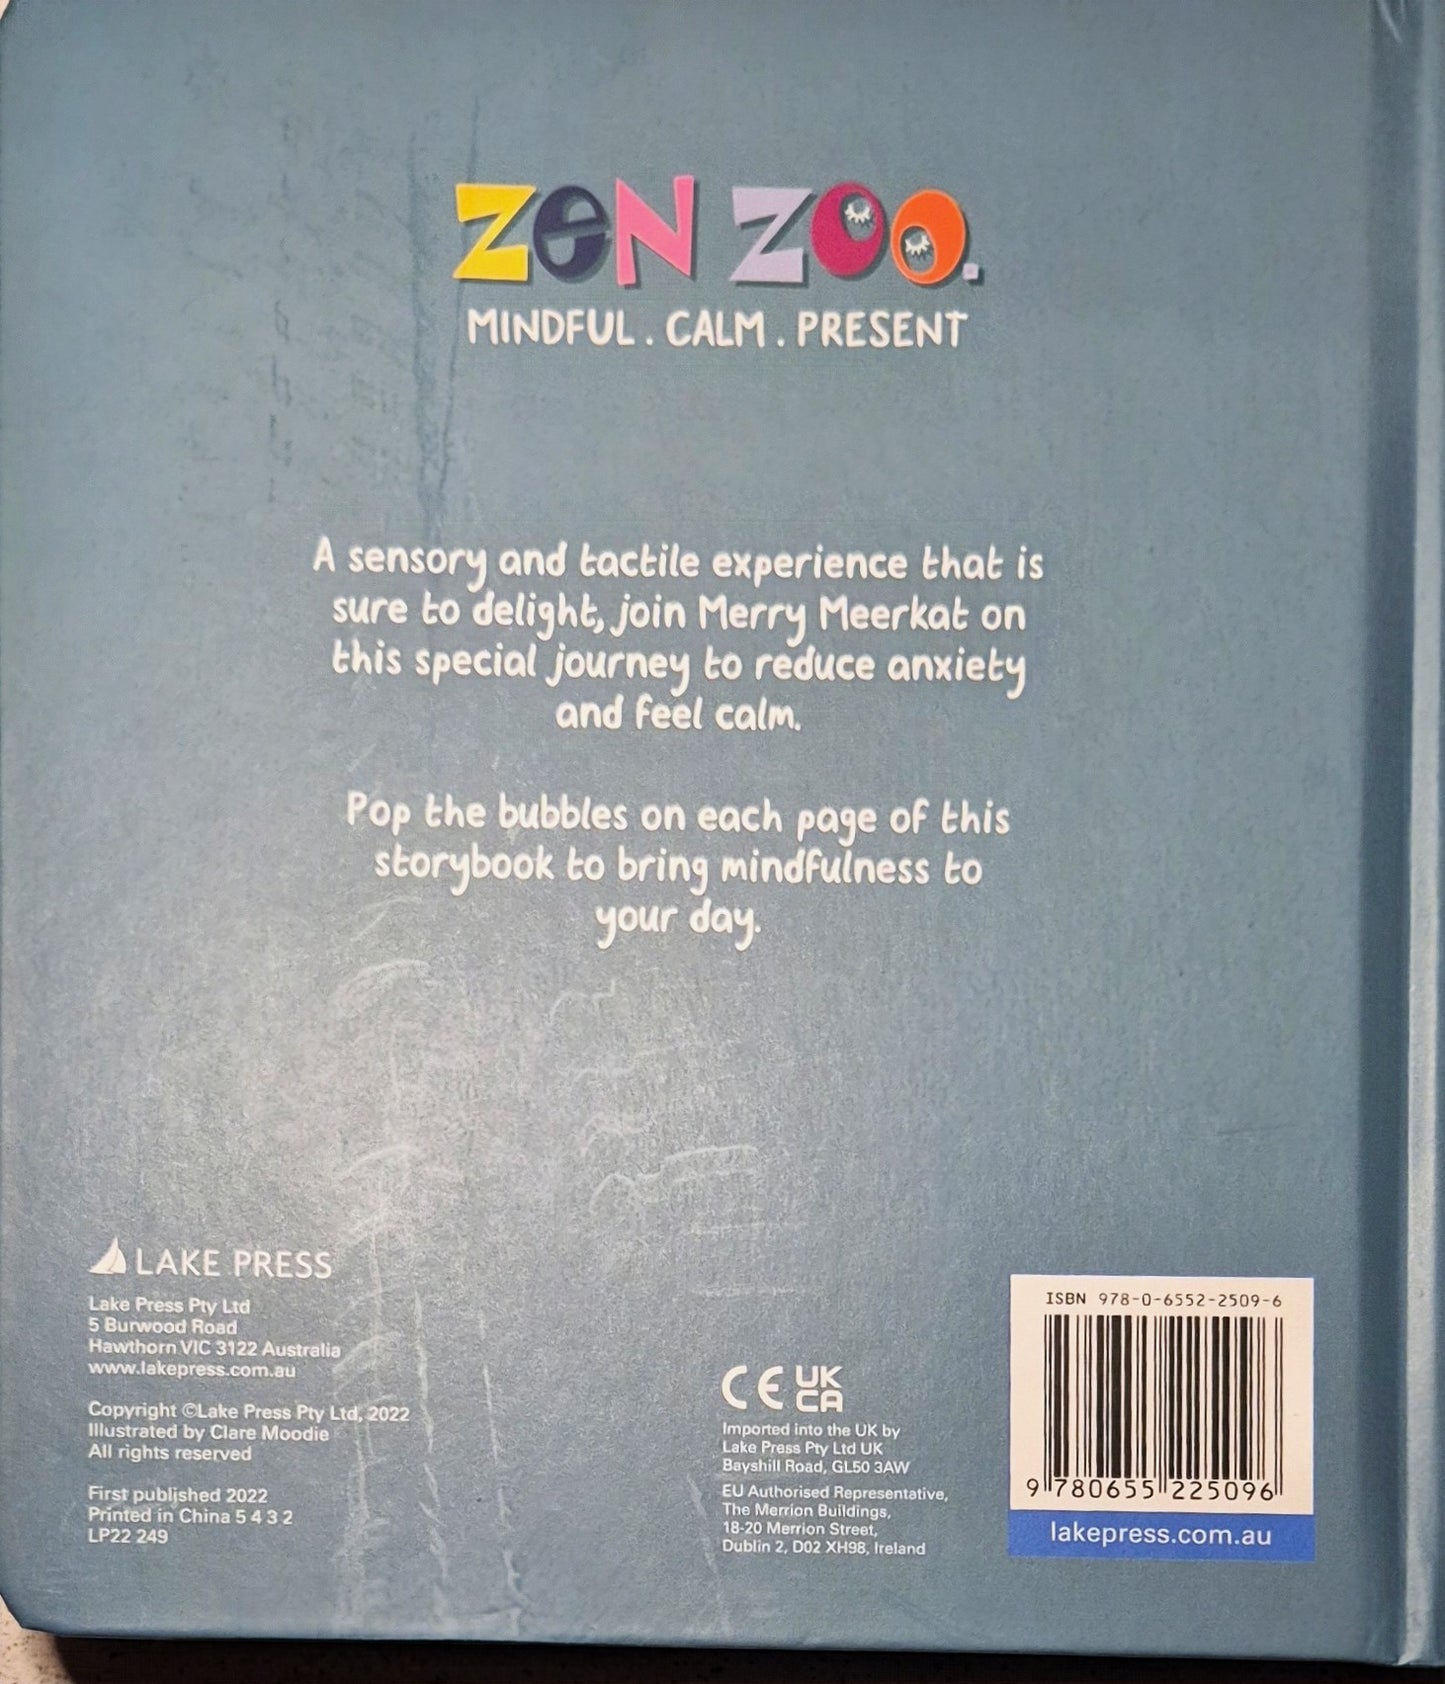 ZeN ZOO.
MINDFUL . CALM . PRESENT
A sensory and tactile experience that is
sure to delight, join Merry Meerkat on
this special journey to reduce anxiety
and feel calm.
Pop the bubbles on each page of this
storybook to bring mindfulness to
your day.
LAKE PRESS
Lake Press Pty Ltd
5 Burwood Road
Hawthorn VIC 3122 Australia
www.lakepress.com.au
Copyright ©Lake Press Pty Ltd, 2022
Illustrated by Clare Moodie
All rights reserved
First published 2022
Printed in China 5 4 3 2
LP22 249
CE UK
CA
Imported into the UK by
Lake Press Pty Ltd UK
Bayshill Road, GL50 3AW
EU Authorised Representative,
The Merrion Buildings,
18-20 Merrion Street,
Dublin 2, D02 XH98, Ireland
ISBN 978-0-6552-2509-6
9 780655 225096
lakepress.com.au